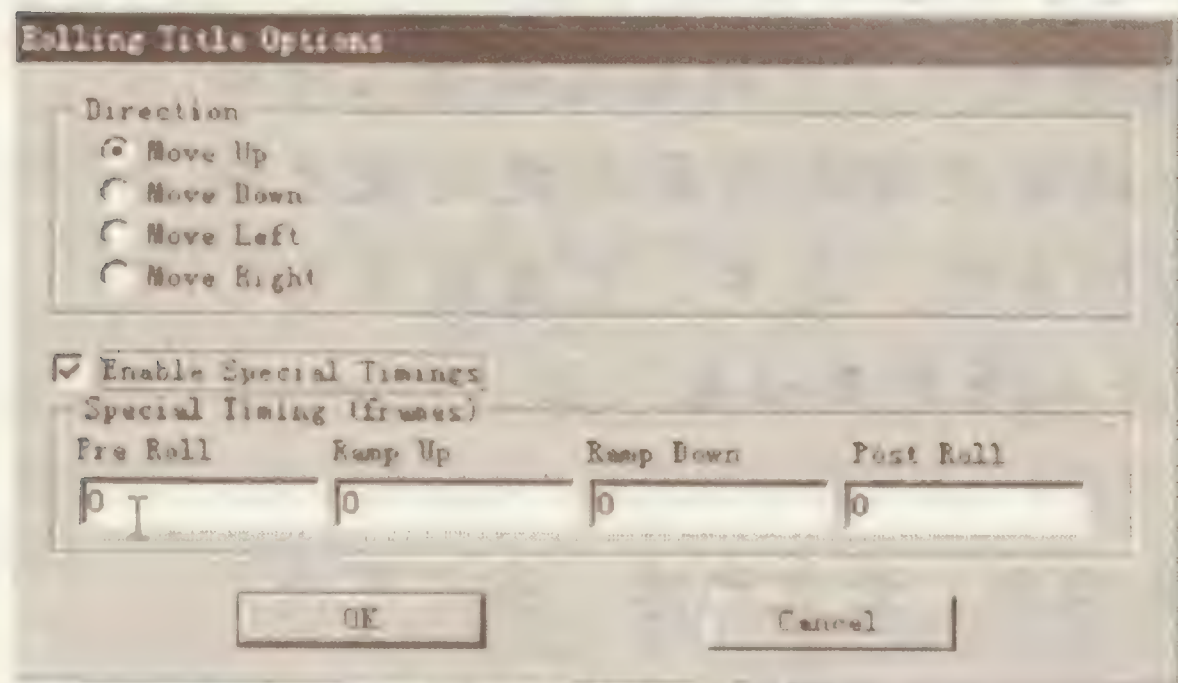 Rolling Title Options
Direction
Move Up
Move Down
Move Left
Move Right
Enable Special Timings
Special Timing (frames)
Pre Roll Ramp Up Ramp Down Post Roll
0 0 0 0
OK Cancel